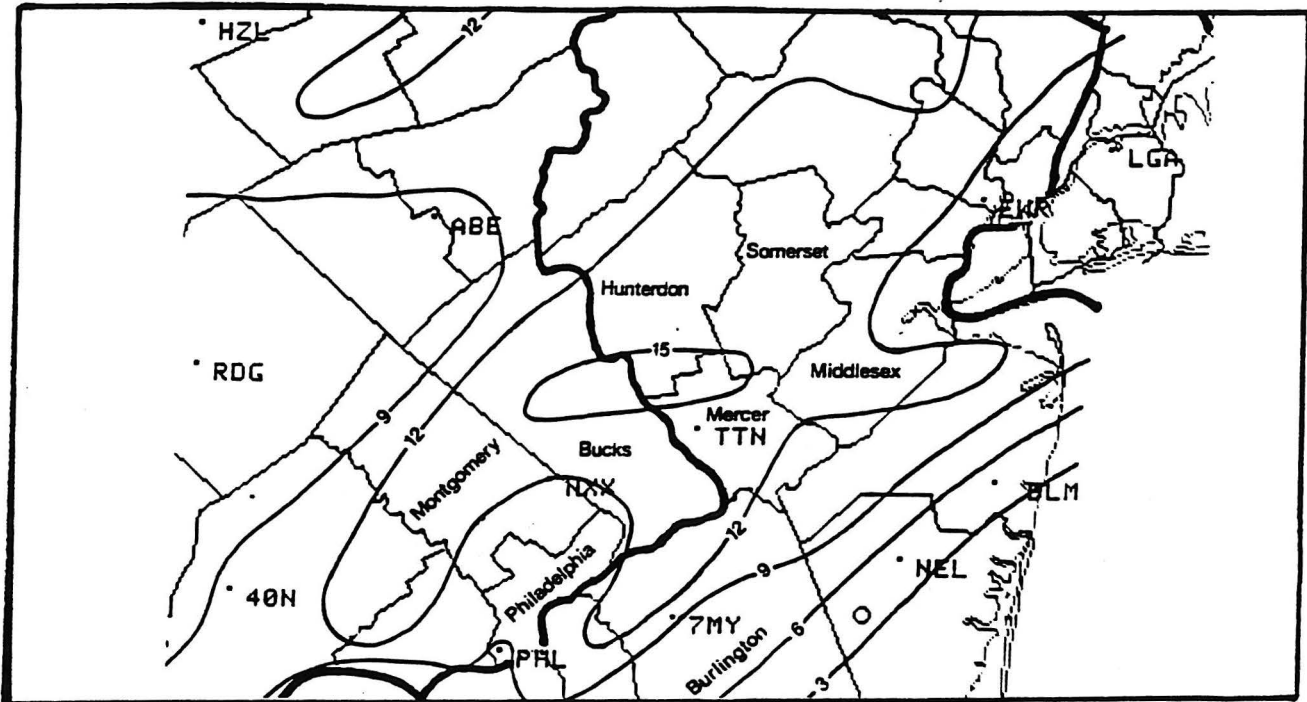 HZL
12
LGA
EWR
ABE
Somerset
Hunterdon
15
RDG
Middlesex
9
Mercer
TTN
12
Bucks
Montgomery
NXX
BLM
12
Philadelphia
9
NEL
40N
7MY
6
Burlington
PHL
3